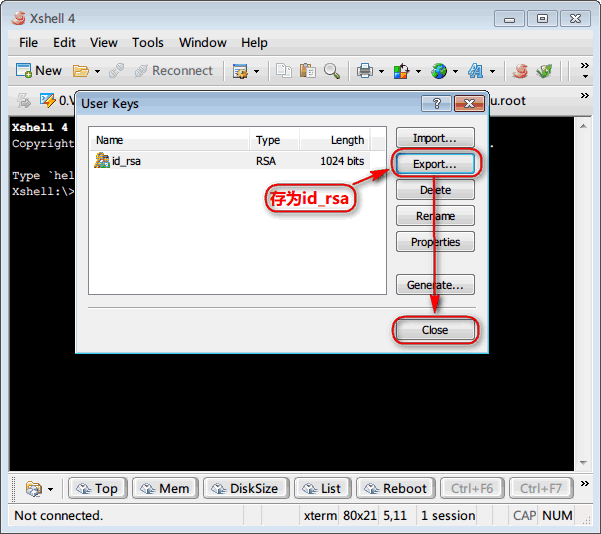 Xshell 4
File Edit View Tools Window Help
New Reconnect
0.V u.root
User Keys
Name Type Length
id_rsa RSA 1024 bits
Import...
Export...
Delete
Rename
Properties
Generate...
Close
存为id_rsa
Xshell 4
Copyright
Type `hel
Xshell:\>
Top Mem DiskSize List Reboot Ctrl+F6 Ctrl+F7
Not connected. xterm 80x21 5,11 1 session CAP NUM